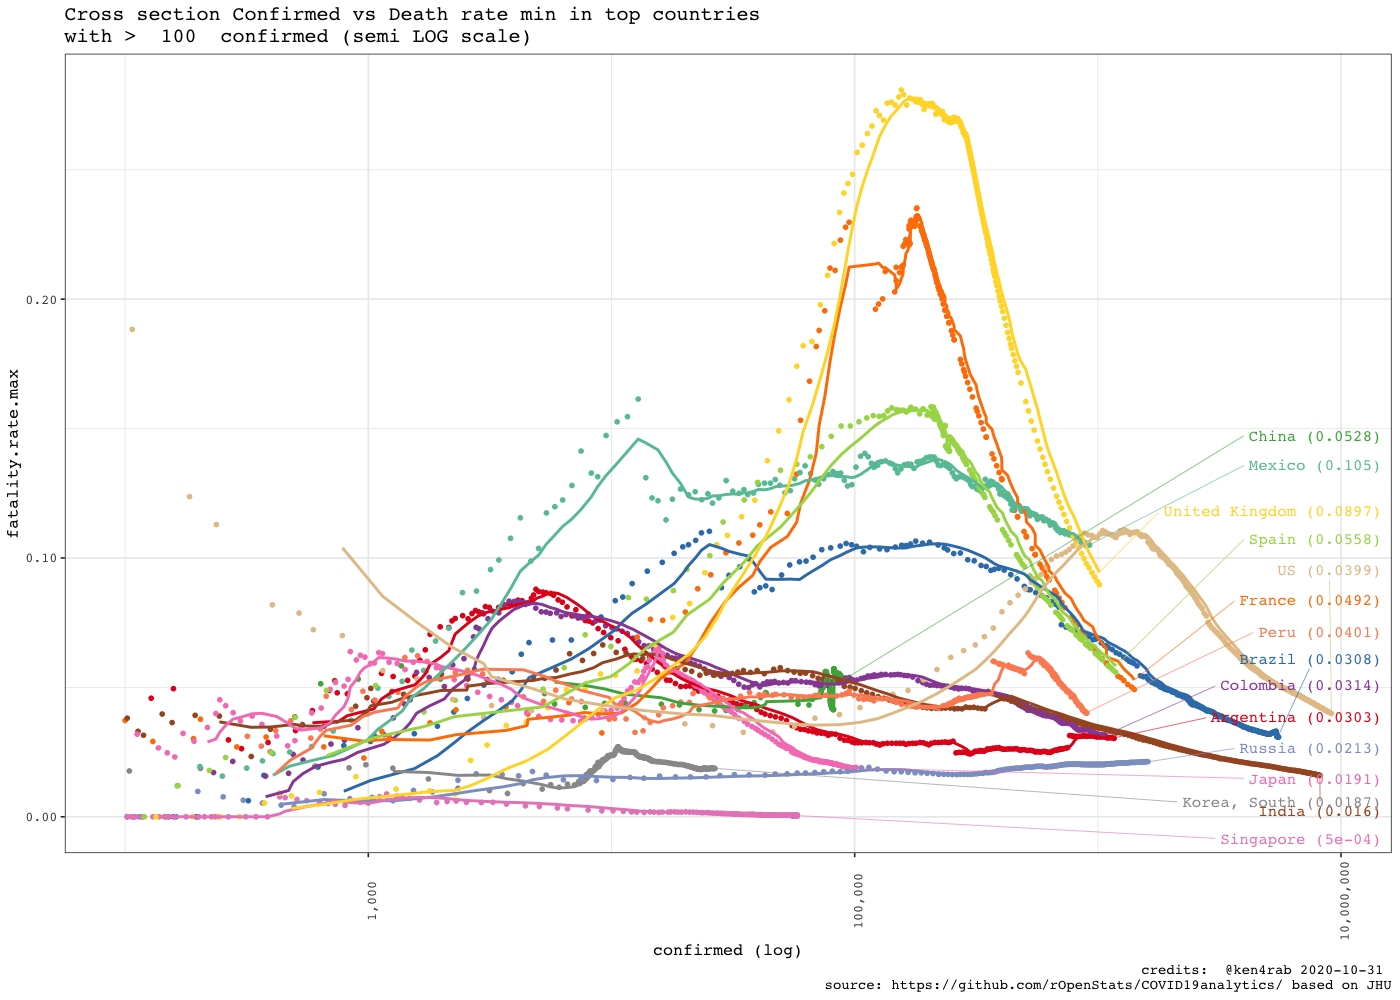 Cross section Confirmed vs Death rate min in top countries
with >  100  confirmed (semi LOG scale)
fatality.rate.max
0.20
0.10
0.00
China (0.0528)
Mexico (0.105)
United Kingdom (0.0897)
Spain (0.0558)
US (0.0399)
France (0.0492)
Peru (0.0401)
Brazil (0.0308)
Colombia (0.0314)
Argentina (0.0303)
Russia (0.0213)
Japan (0.0191)
Korea, South (0.0187)
India (0.016)
Singapore (5e-04)
1,000
100,000
10,000,000
confirmed (log)
credits:  @ken4rab 2020-10-31
source: https://github.com/rOpenStats/COVID19analytics/ based on JHU